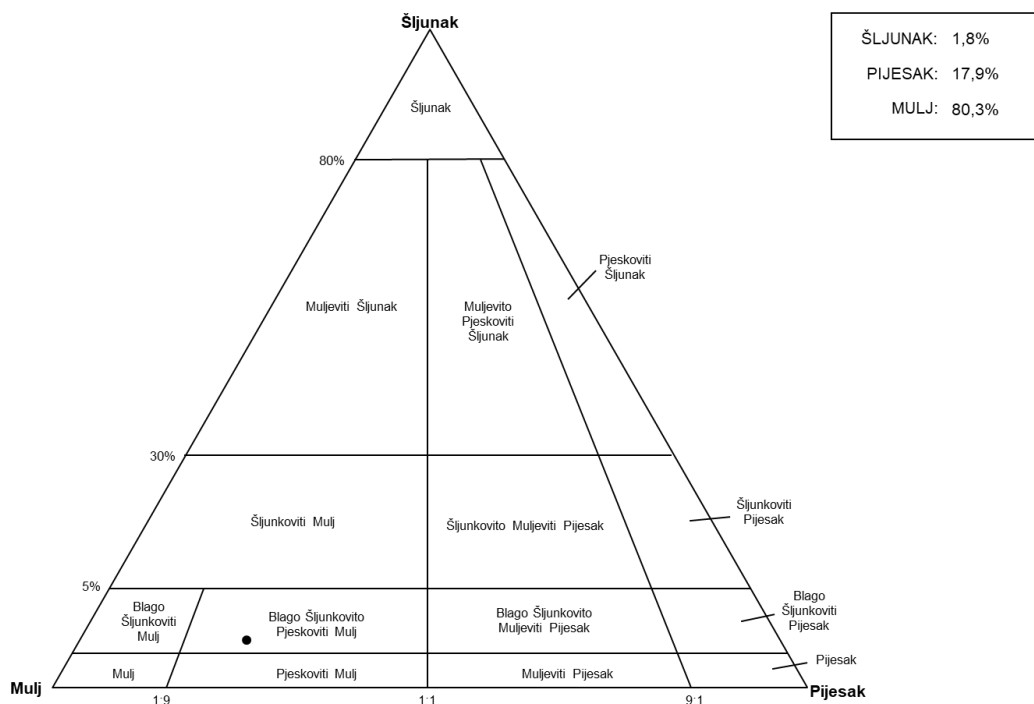 Šljunak
ŠLJUNAK: 1,8%
PIJESAK: 17,9%
MULJ: 80,3%
Šljunak
80%
Pjeskoviti
Šljunak
Muljeviti Šljunak
Muljevito
Pjeskoviti
Šljunak
30%
Šljunkoviti
Pijesak
Šljunkoviti Mulj
Šljunkovito Muljeviti Pijesak
5%
Blago
Šljunkoviti
Mulj
Blago Šljunkovito
Pjeskoviti Mulj
Blago Šljunkovito
Muljeviti Pijesak
Blago
Šljunkoviti
Pijesak
Mulj
Pjeskoviti Mulj
Muljeviti Pijesak
Pijesak
Mulj
Pijesak
1:9
1:1
9:1